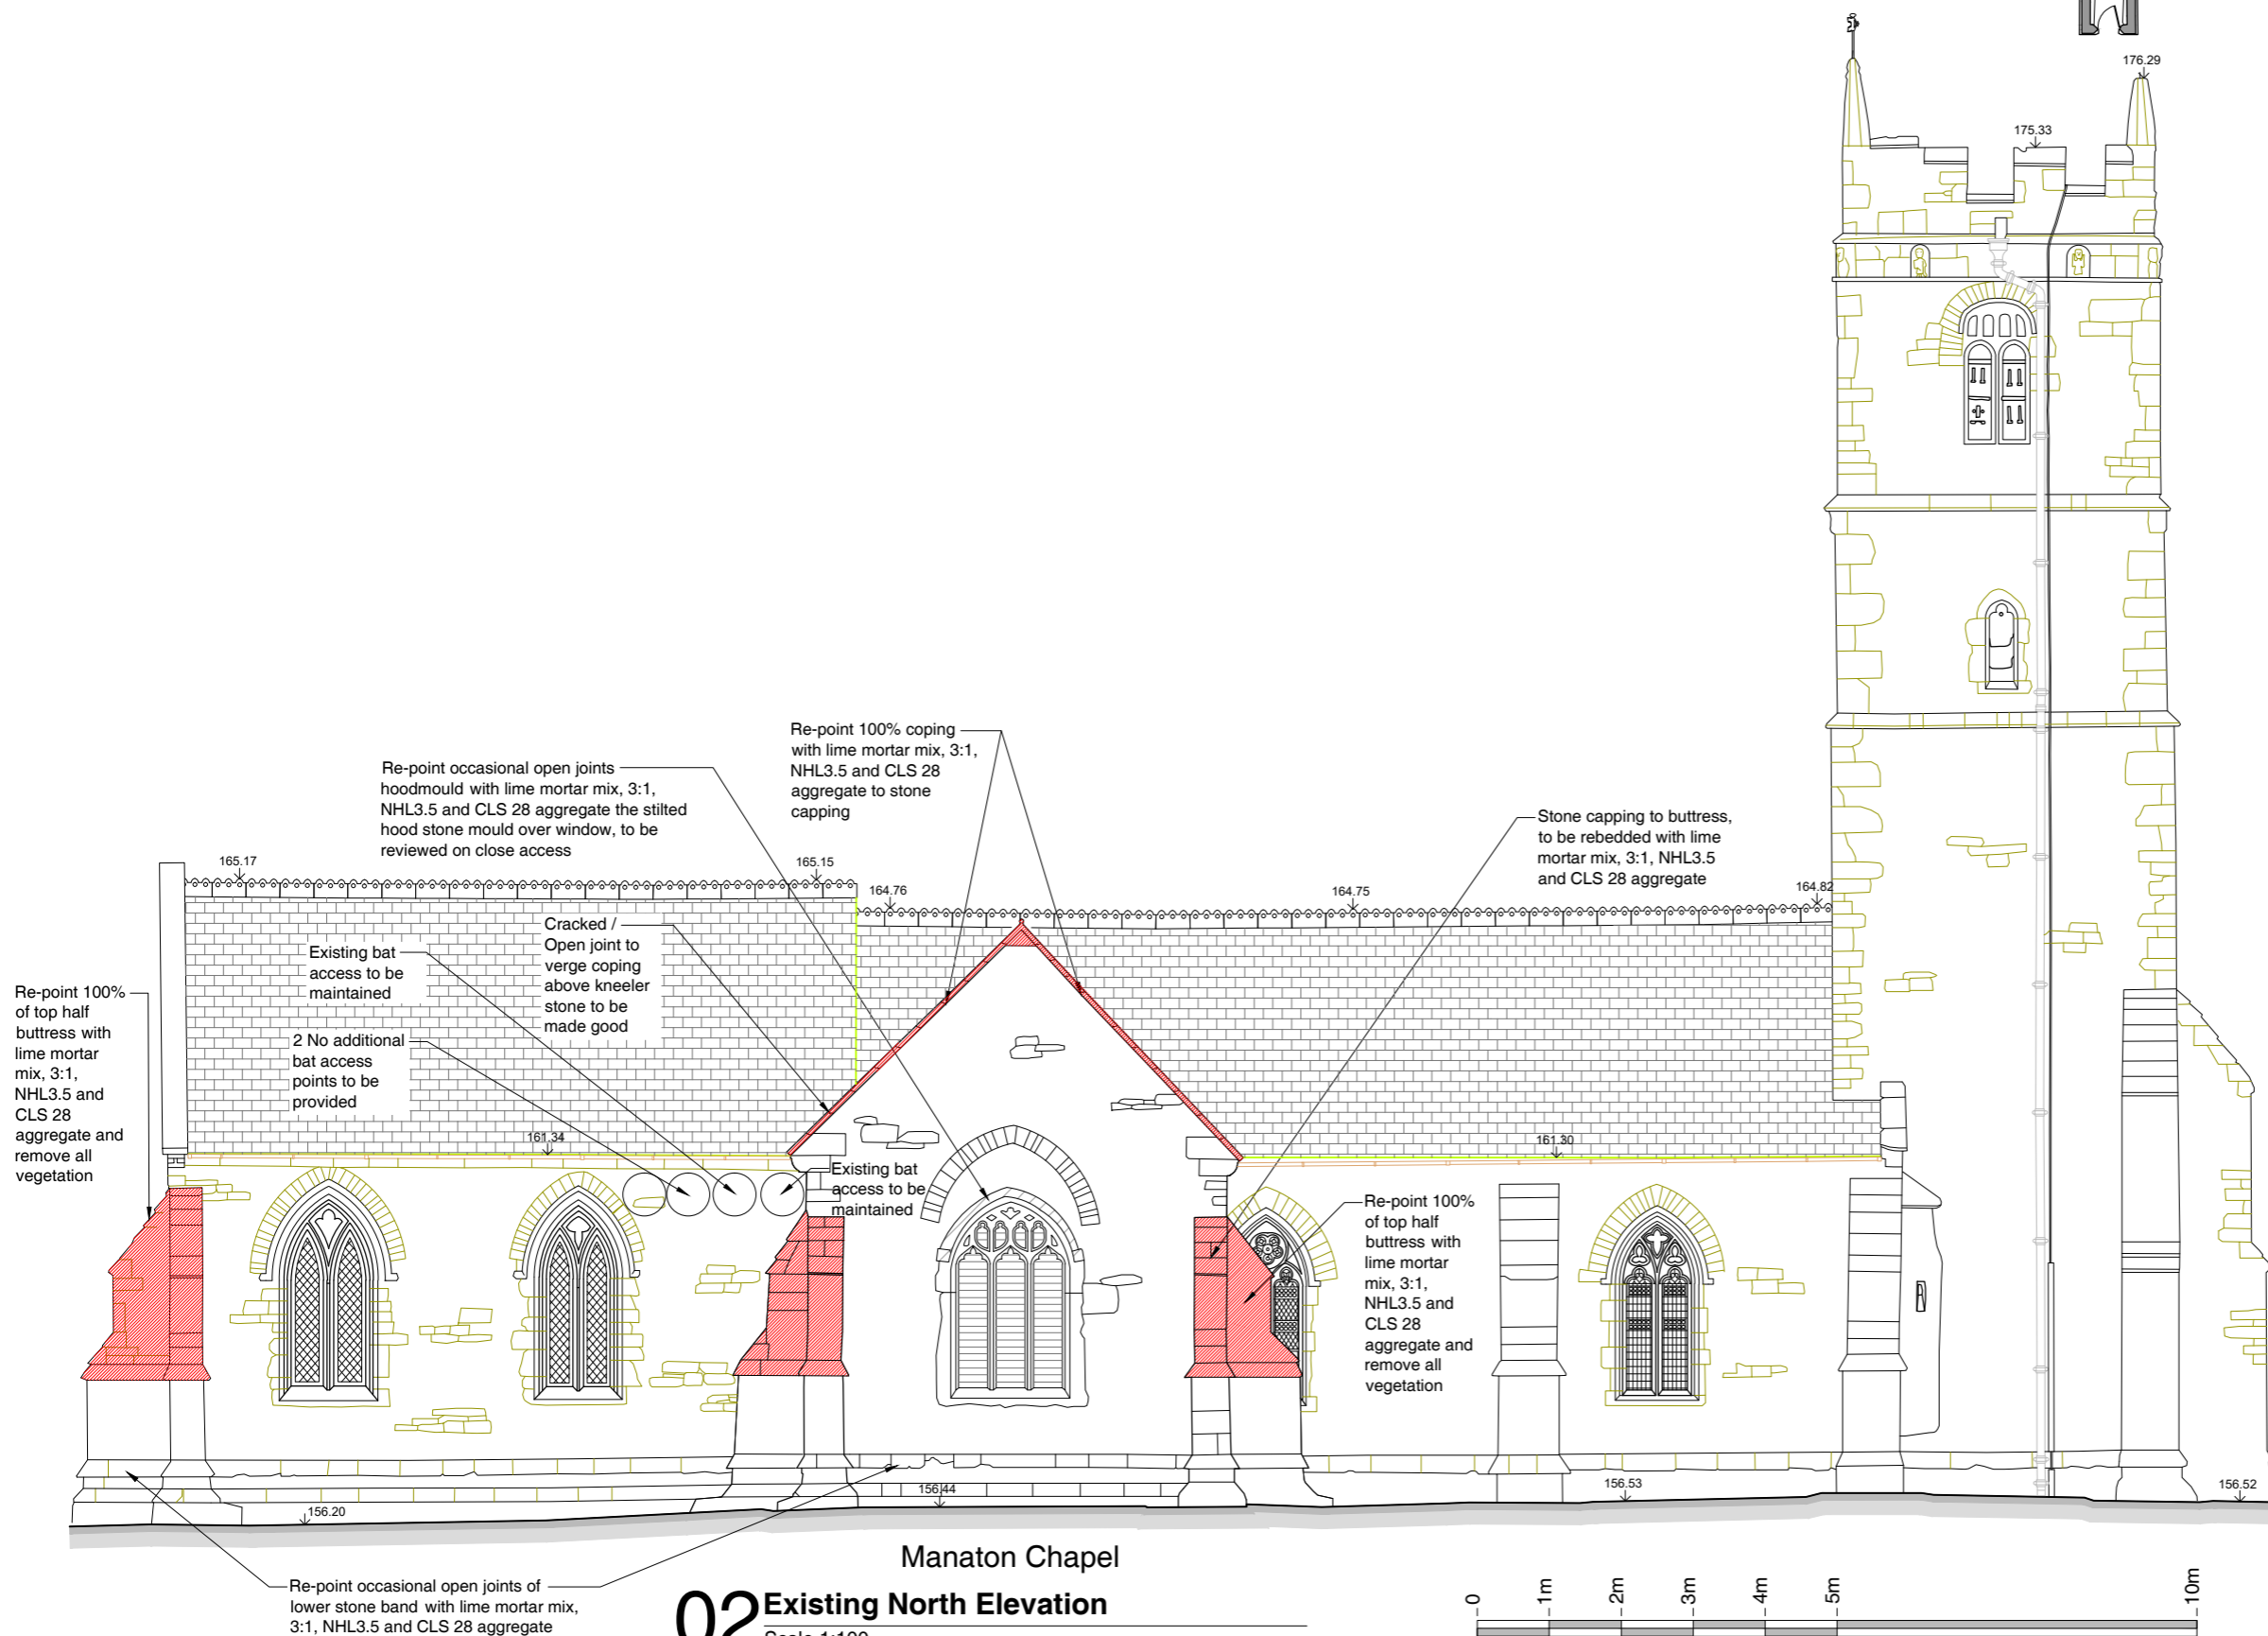 176.29
175.33
Re-point 100% coping
with lime mortar mix, 3:1,
NHL3.5 and CLS 28
aggregate to stone
capping
Re-point occasional open joints
hoodmould with lime mortar mix, 3:1,
NHL3.5 and CLS 28 aggregate the stilted
hood stone mould over window, to be
reviewed on close access
Stone capping to buttress,
to be rebedded with lime
mortar mix, 3:1, NHL3.5
and CLS 28 aggregate
165.17
165.15
164.76
164.75
164.82
Cracked /
Open joint to
verge coping
above kneeler
stone to be
made good
Existing bat
access to be
maintained
Re-point 100%
of top half
buttress with
lime mortar
mix, 3:1,
NHL3.5 and
CLS 28
aggregate and
remove all
vegetation
2 No additional
bat access
points to be
provided
161.34
161.30
Existing bat
access to be
maintained
Re-point 100%
of top half
buttress with
lime mortar
mix, 3:1,
NHL3.5 and
CLS 28
aggregate and
remove all
vegetation
156.20
156.44
156.53
156.52
Manaton Chapel
Re-point occasional open joints of
lower stone band with lime mortar mix,
3:1, NHL3.5 and CLS 28 aggregate
02 Existing North Elevation
Scale 1:100
0 1m 2m 3m 4m 5m 10m